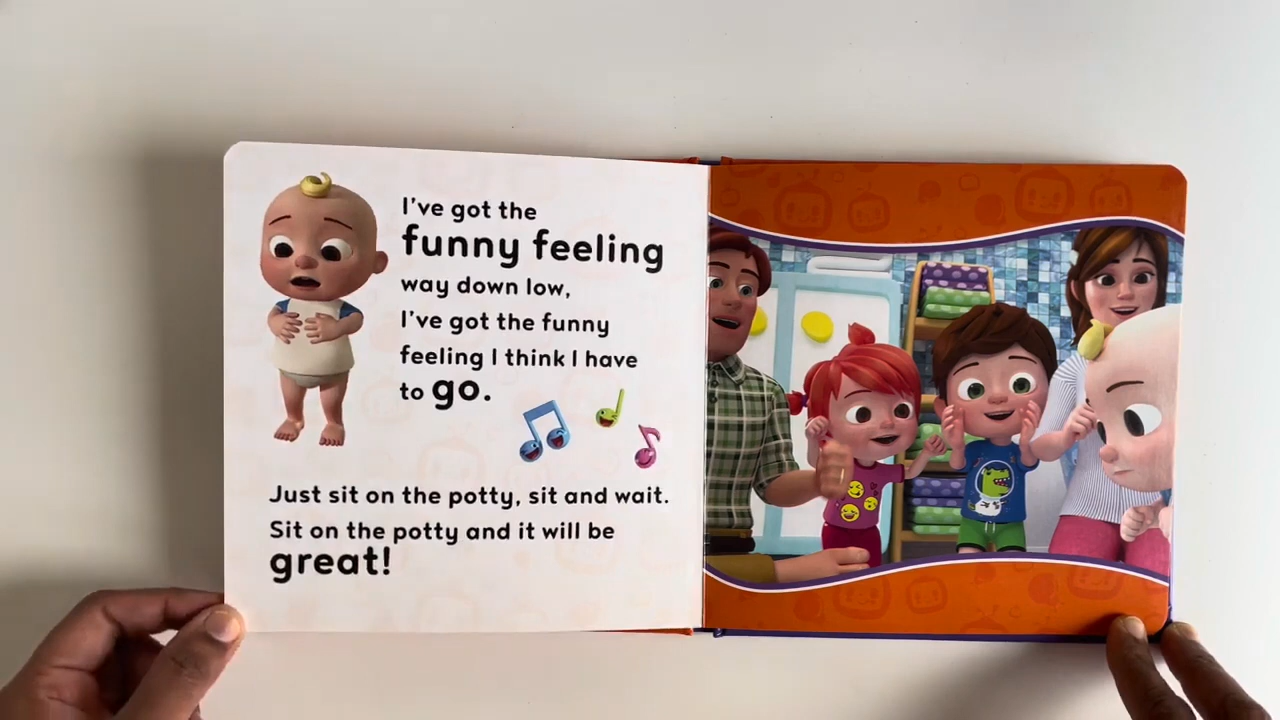 I've got the
funny feeling
way down low,
I've got the funny
feeling I think I have
to go.
Just sit on the potty, sit and wait.
Sit on the potty and it will be
great!